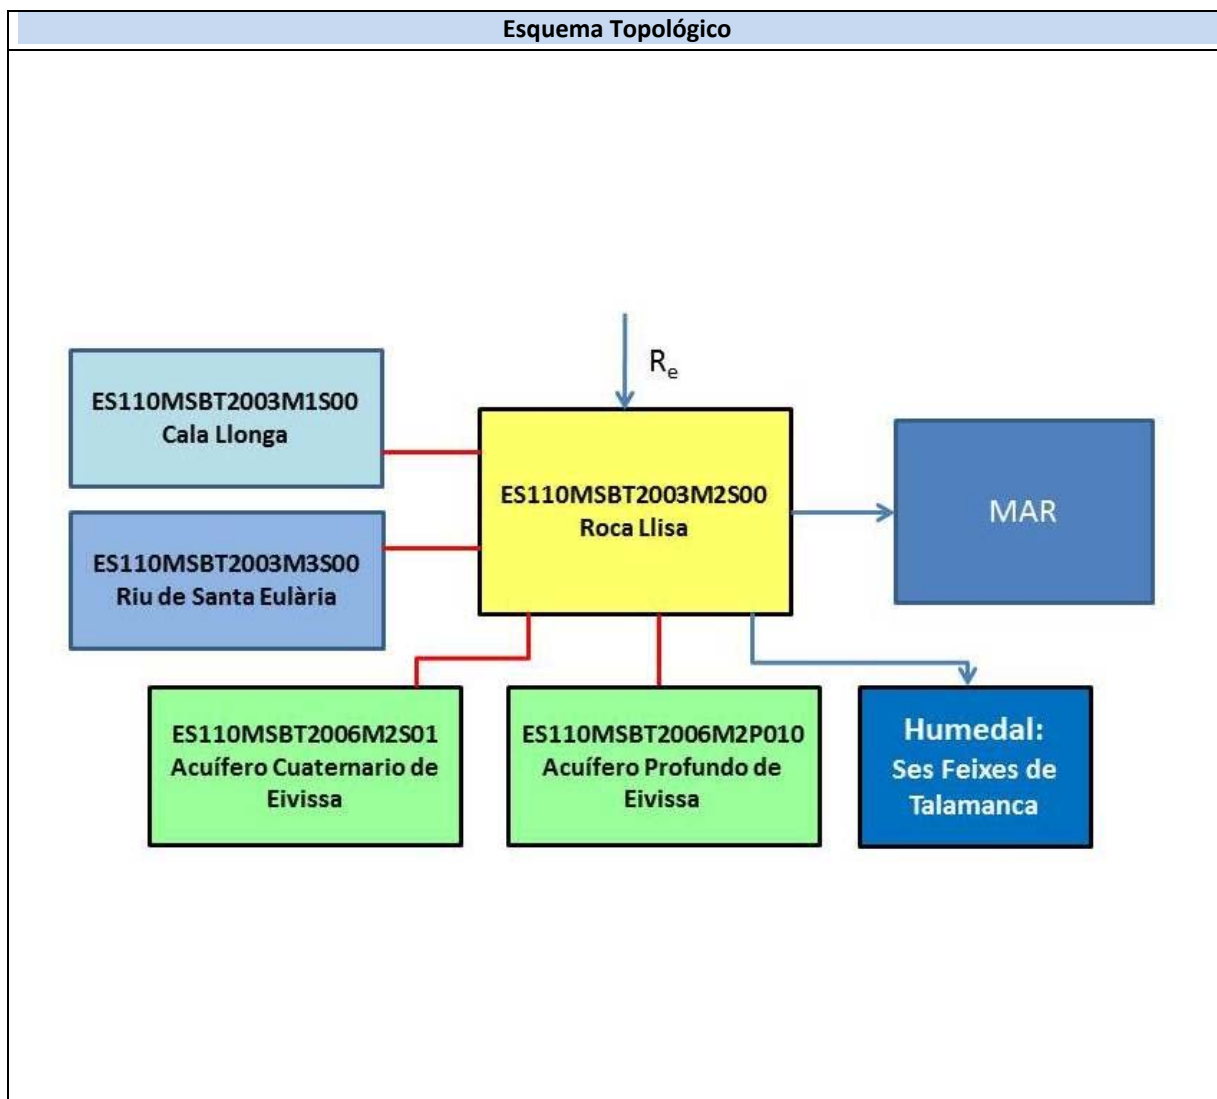 Esquema Topológico
Re
ES110MSBT2003M1S00
Cala Llonga
ES110MSBT2003M2S00
Roca Llisa
MAR
ES110MSBT2003M3S00
Riu de Santa Eulària
ES110MSBT2006M2S01
Acuífero Cuaternario de
Eivissa
ES110MSBT2006M2P010
Acuífero Profundo de
Eivissa
Humedal:
Ses Feixes de
Talamanca